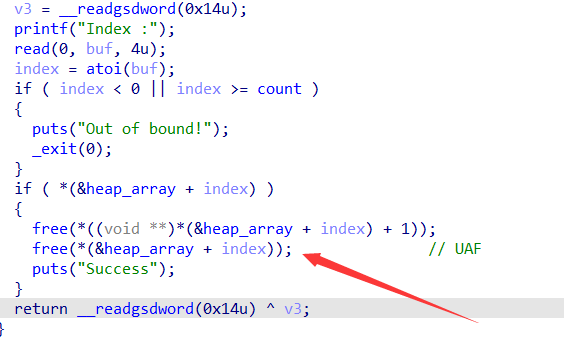 v3 = __readgsdword(0x14u);
printf("Index :");
read(0, buf, 4u);
index = atoi(buf);
if ( index < 0 || index >= count )
{
puts("Out of bound!");
_exit(0);
}
if ( *(&heap_array + index) )
{
free(*((void **)*(&heap_array + index) + 1));
free(*(&heap_array + index)); // UAF
puts("Success");
}
return __readgsdword(0x14u) ^ v3;
}